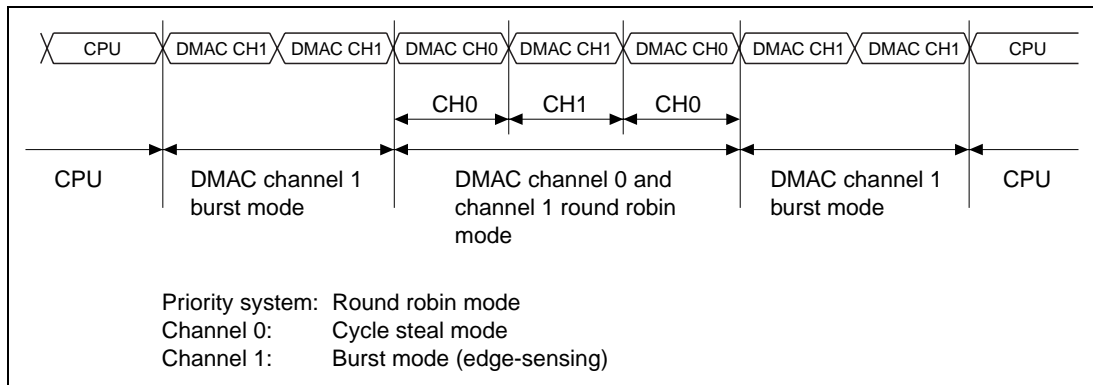 CPU DMAC CH1 DMAC CH1 DMAC CH0 DMAC CH1 DMAC CH0 DMAC CH1 DMAC CH1 CPU
CH0 CH1 CH0
CPU DMAC channel 1 DMAC channel 0 and DMAC channel 1 CPU
burst mode channel 1 round robin burst mode
mode
Priority system: Round robin mode
Channel 0: Cycle steal mode
Channel 1: Burst mode (edge-sensing)